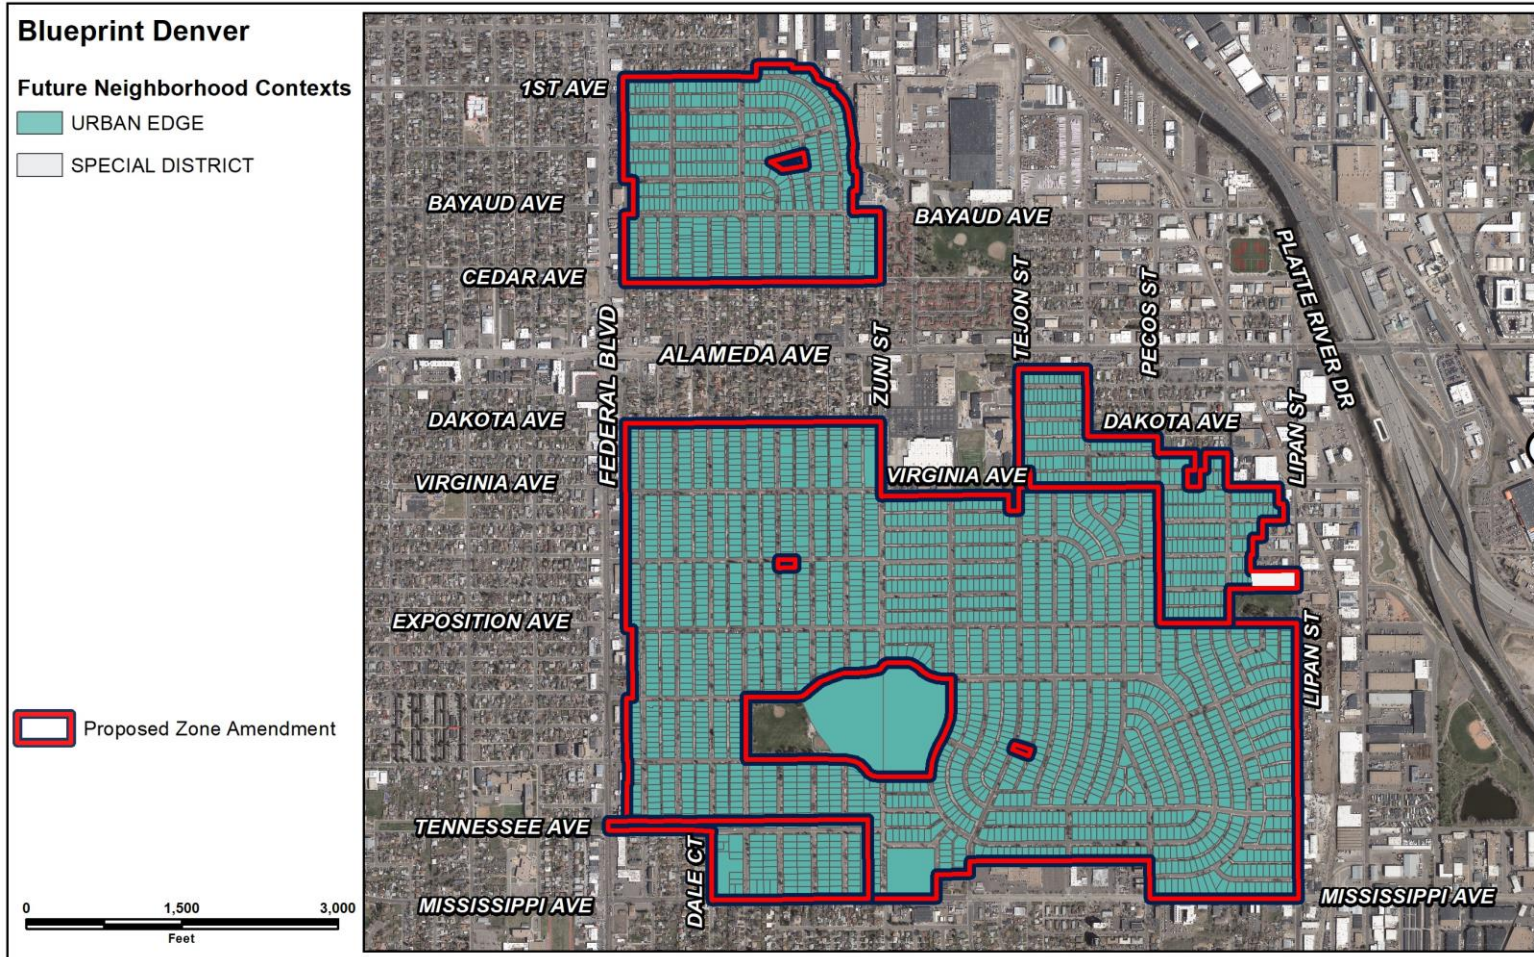 Blueprint Denver
Future Neighborhood Contexts
URBAN EDGE
SPECIAL DISTRICT
Proposed Zone Amendment
0 1,500 3,000
Feet
1ST AVE
BAYAUD AVE
BAYAUD AVE
CEDAR AVE
FEDERAL BLVD
ALAMEDA AVE
ZUNI ST
TEJON ST
PECOS ST
PLATTE RIVER DR
DAKOTA AVE
DAKOTA AVE
LIPAN ST
VIRGINIA AVE
VIRGINIA AVE
EXPOSITION AVE
LIPAN ST
TENNESSEE AVE
DALE CT
MISSISSIPPI AVE
MISSISSIPPI AVE